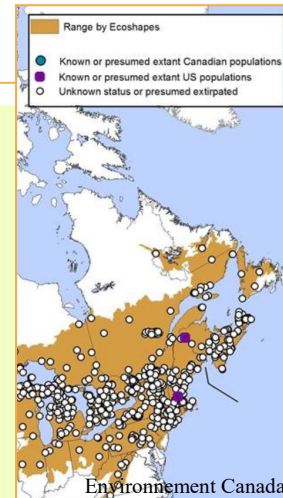 Range by Ecoshapes
Known or presumed extant Canadian populations
Known or presumed extant US populations
Unknown status or presumed extirpated
Environnement Canada